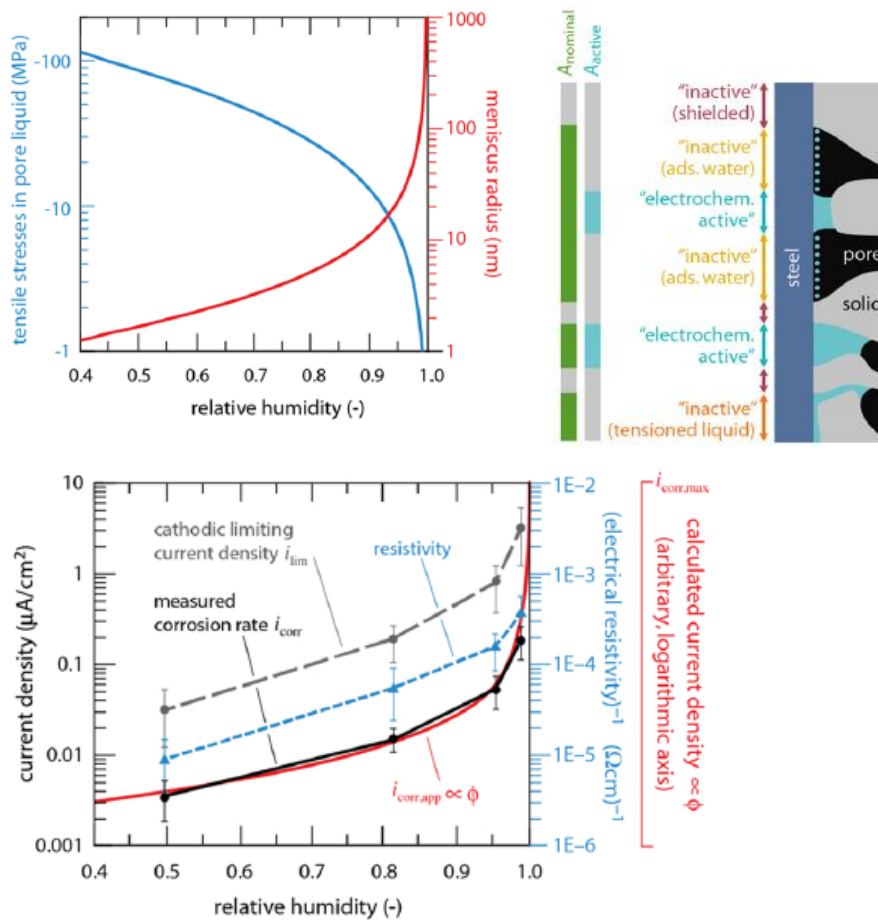 tensile stresses in pore liquid (MPa)
-100
-10
-1
1000
100
10
1
meniscus radius (nm)
0.4 0.5 0.6 0.7 0.8 0.9 1.0
relative humidity (-)
Anominal
Aactive
"inactive"
(shielded)
"inactive"
(ads. water)
"electrochem.
active"
"inactive"
(ads. water)
"electrochem.
active"
"inactive"
(tensioned liquid)
steel
pore
solid
current density (μA/cm²)
10
1
0.1
0.01
0.001
cathodic limiting
current density ilim
resistivity
measured
corrosion rate icorr
icorr,app ∝ ϕ
1E−2
1E−3
1E−4
1E−5
1E−6
(electrical resistivity)⁻¹ (Ωcm)⁻¹
icorr,max
calculated current density ∝ ϕ
(arbitrary, logarithmic axis)
0.4 0.5 0.6 0.7 0.8 0.9 1.0
relative humidity (-)